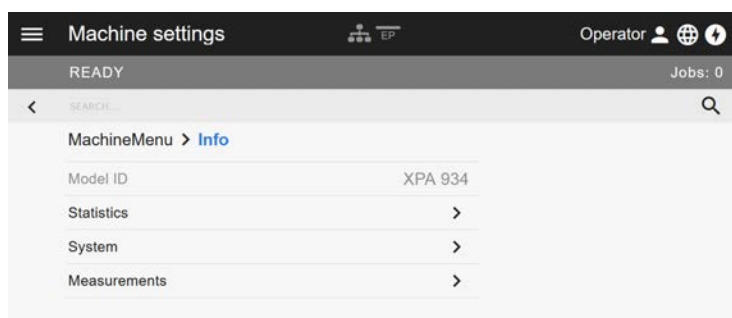 Machine settings EP Operator
READY Jobs: 0
SEARCH...
MachineMenu > Info
Model ID XPA 934
Statistics
System
Measurements